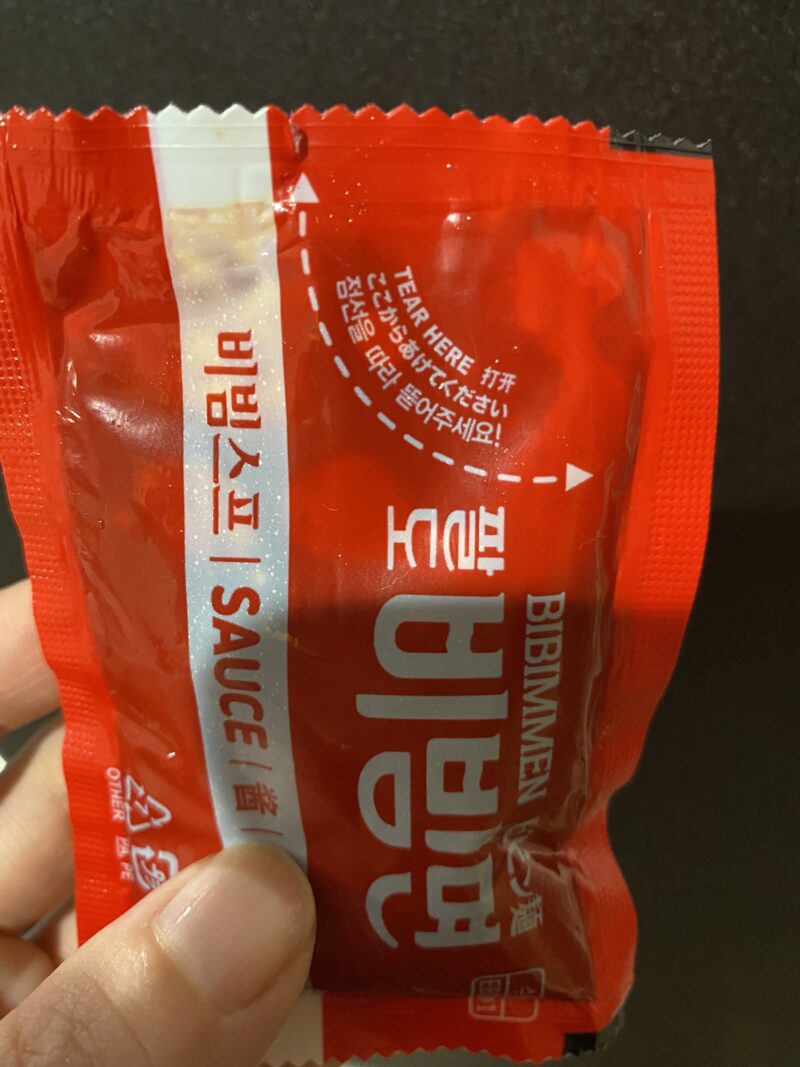 TEAR HERE 打开
ここからあけてください
점선을 따라 뜯어주세요!
BIBIMMEN
팔도
비빔면
비빔스프 | SAUCE | 酱 |
OTHER
PE